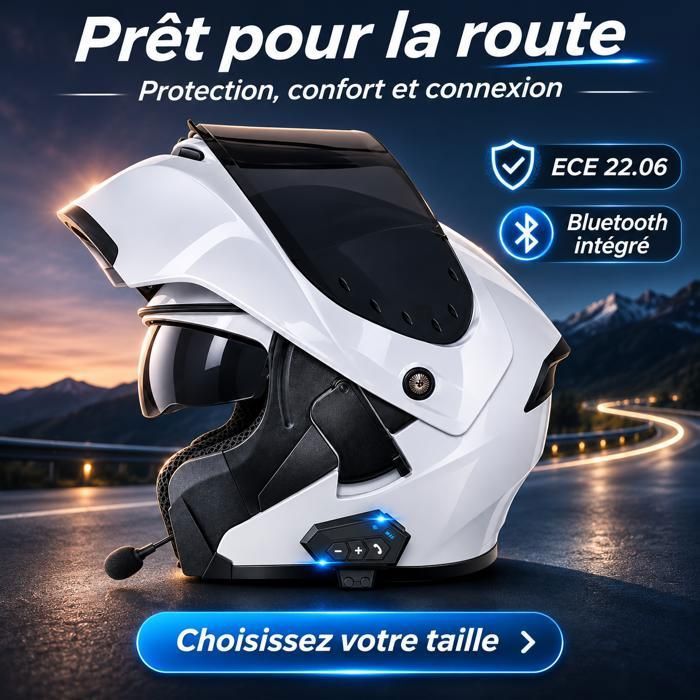 Prêt pour la route
Protection, confort et connexion
ECE 22.06
Bluetooth
intégré
Choisissez votre taille